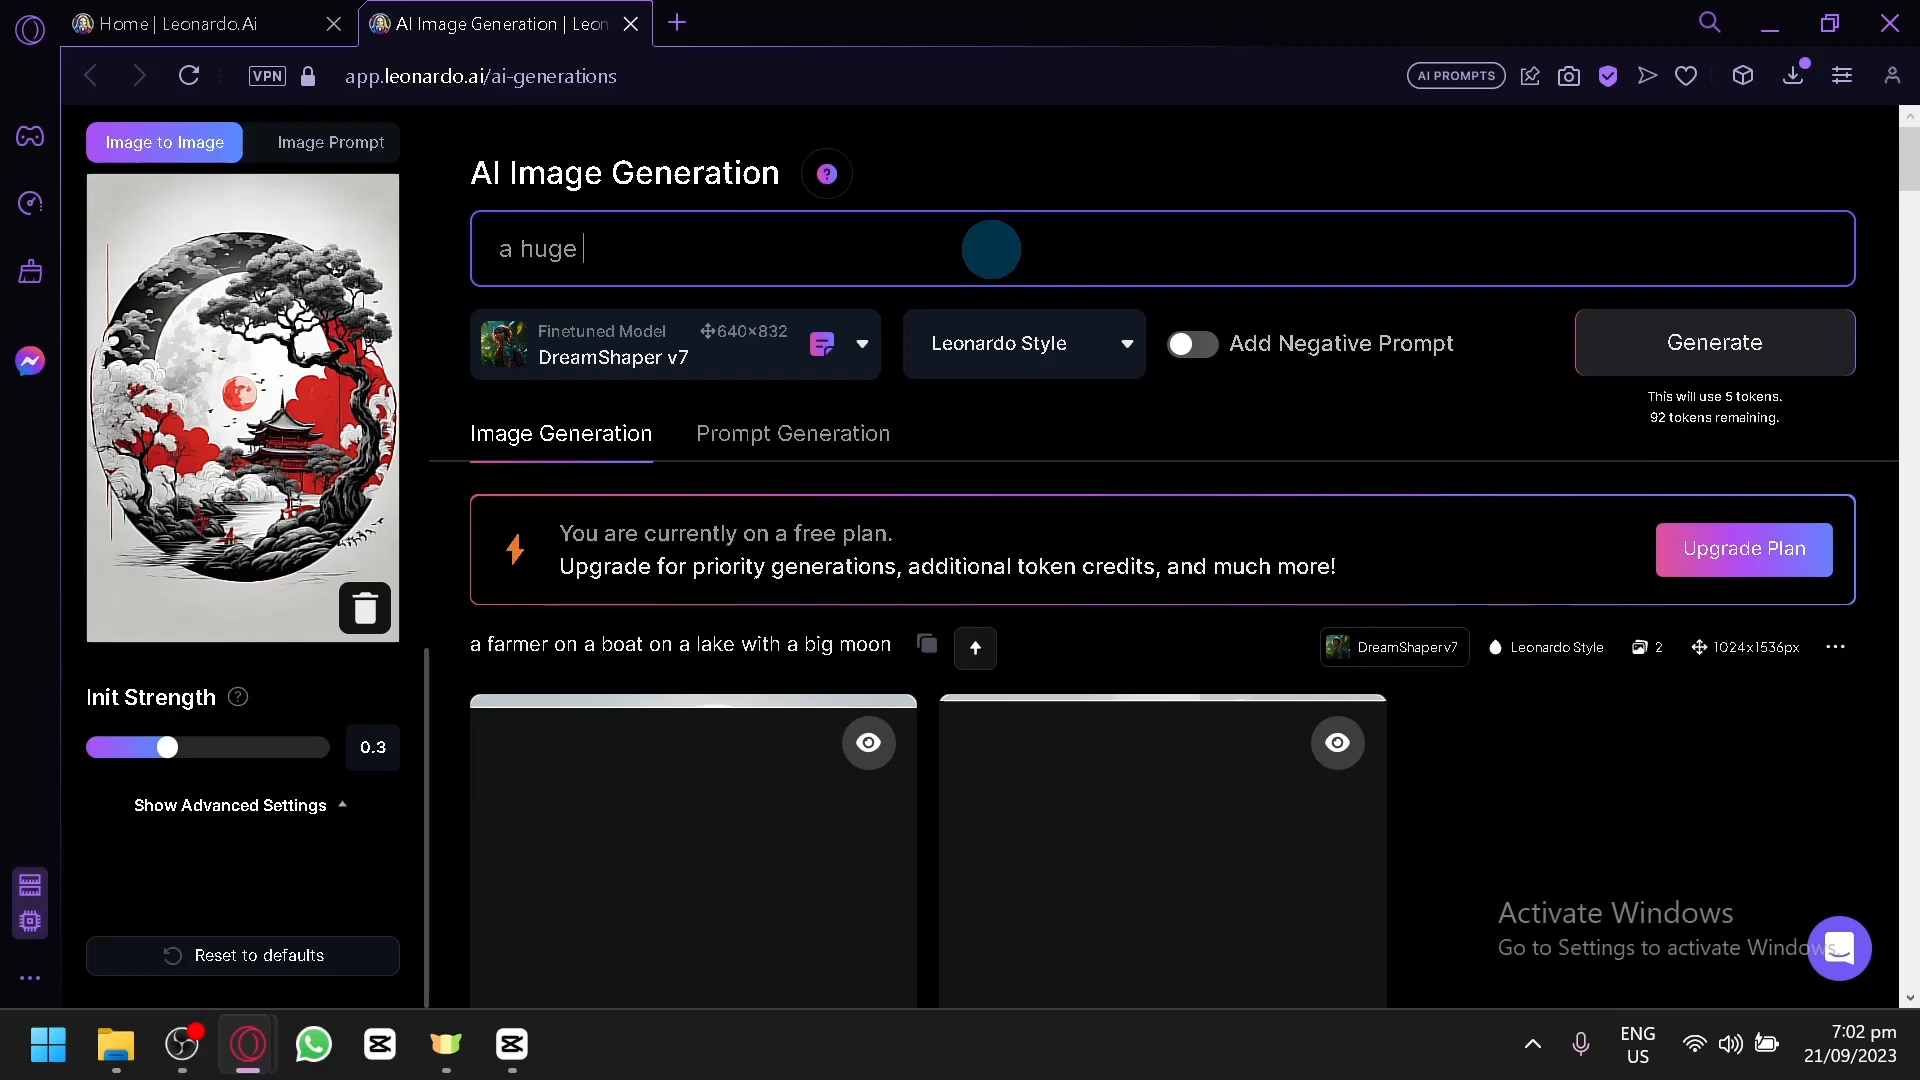 Home | Leonardo.Ai
AI Image Generation | Leon
VPN
app.leonardo.ai/ai-generations
AI PROMPTS
Image to Image
Image Prompt
AI Image Generation
?
a huge
Finetuned Model
640×832
DreamShaper v7
Leonardo Style
Add Negative Prompt
Generate
This will use 5 tokens.
92 tokens remaining.
Image Generation
Prompt Generation
You are currently on a free plan.
Upgrade for priority generations, additional token credits, and much more!
Upgrade Plan
a farmer on a boat on a lake with a big moon
DreamShaper v7
Leonardo Style
2
1024x1536px
Init Strength
?
0.3
Show Advanced Settings
Reset to defaults
Activate Windows
Go to Settings to activate Windows.
ENG
US
7:02 pm
21/09/2023